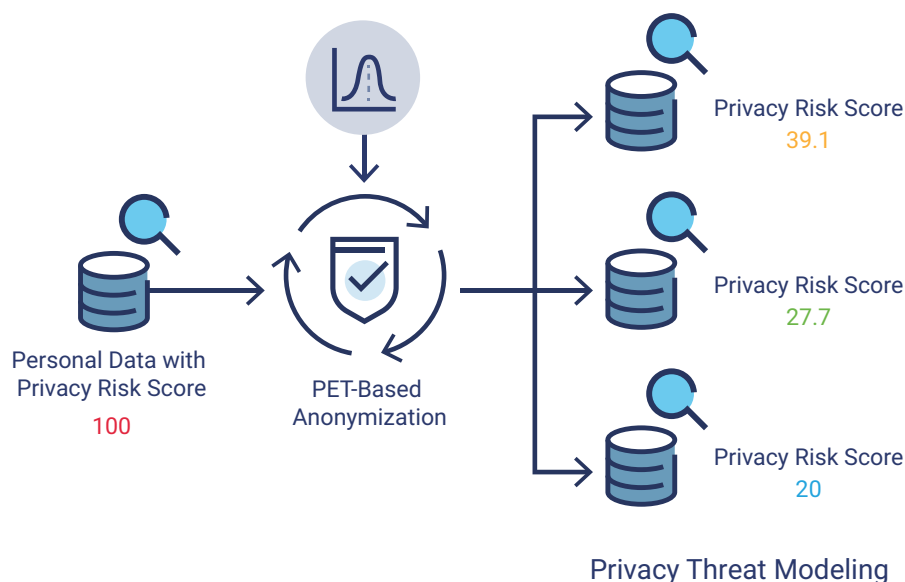 Privacy Risk Score
39.1
Privacy Risk Score
27.7
Personal Data with
Privacy Risk Score
100
PET-Based
Anonymization
Privacy Risk Score
20
Privacy Threat Modeling